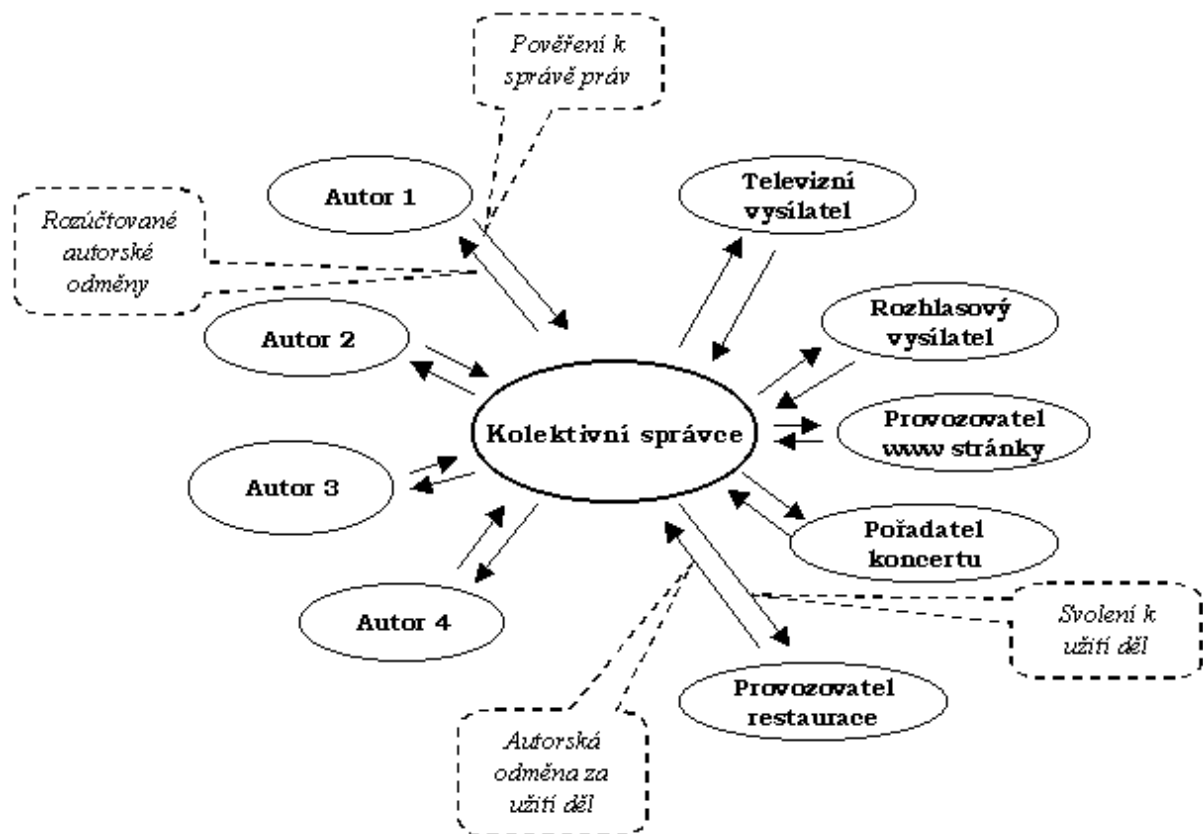 Pověření k
správě práv
Autor 1
Televizní
vysílatel
Rozúčtované
autorské
odměny
Autor 2
Rozhlasový
vysílatel
Kolektivní správce
Provozovatel
www stránky
Autor 3
Pořadatel
koncertu
Autor 4
Svolení k
užití děl
Provozovatel
restaurace
Autorská
odměna za
užití děl